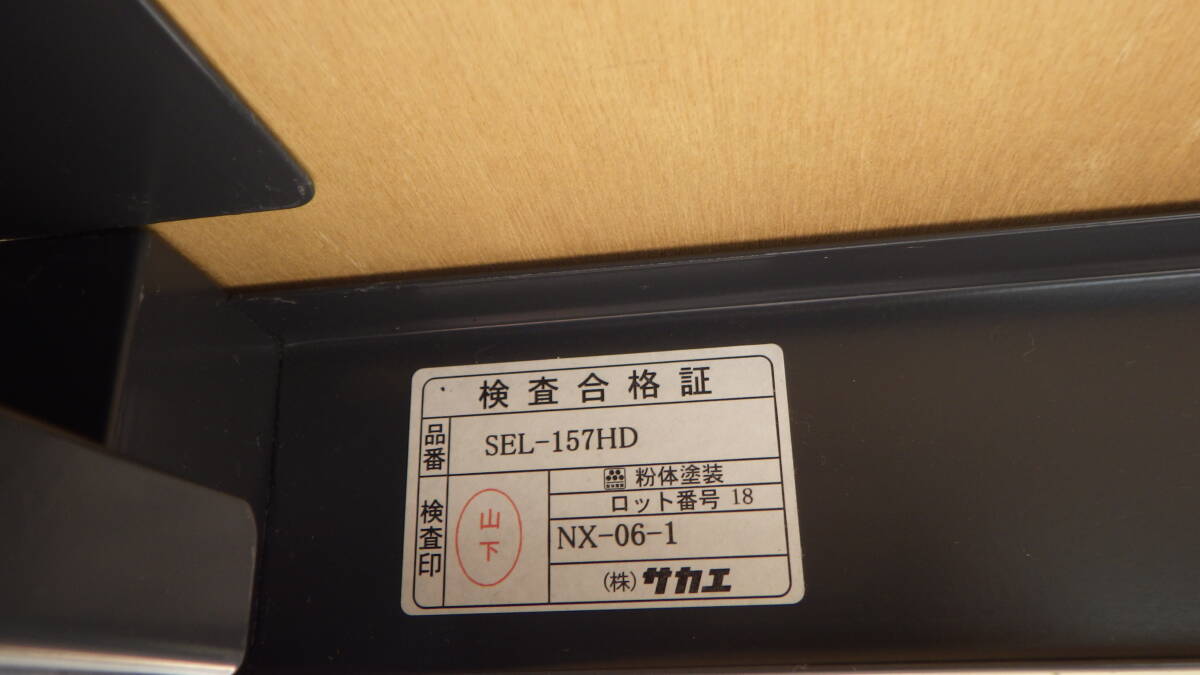 検査合格証
品番 SEL-157HD
検査印 山下
粉体塗装
ロット番号 18
NX-06-1
(株)サカエ